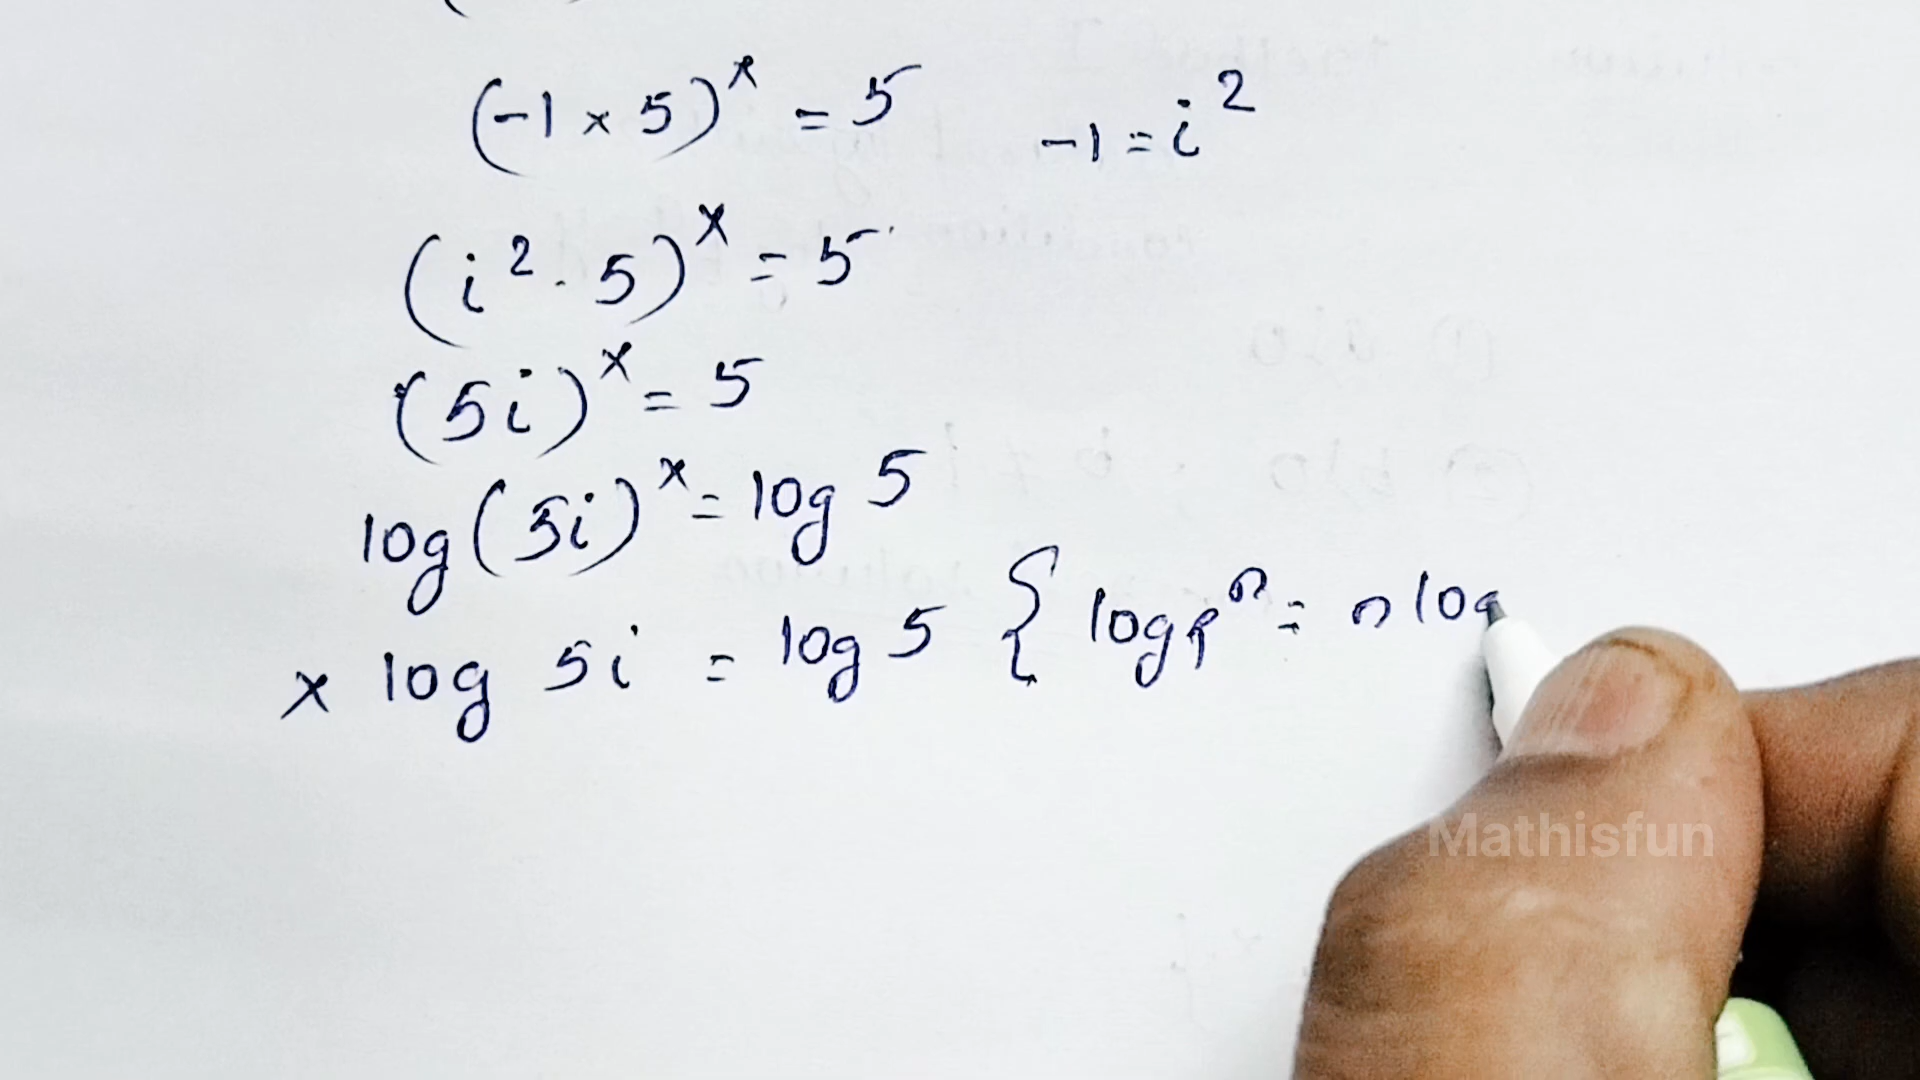 (-1 × 5)^x = 5    -1 = i^2
(i^2 · 5)^x = 5
(5i)^x = 5
log(5i)^x = log 5
x log 5i = log 5 { log p^n = n log
Mathisfun